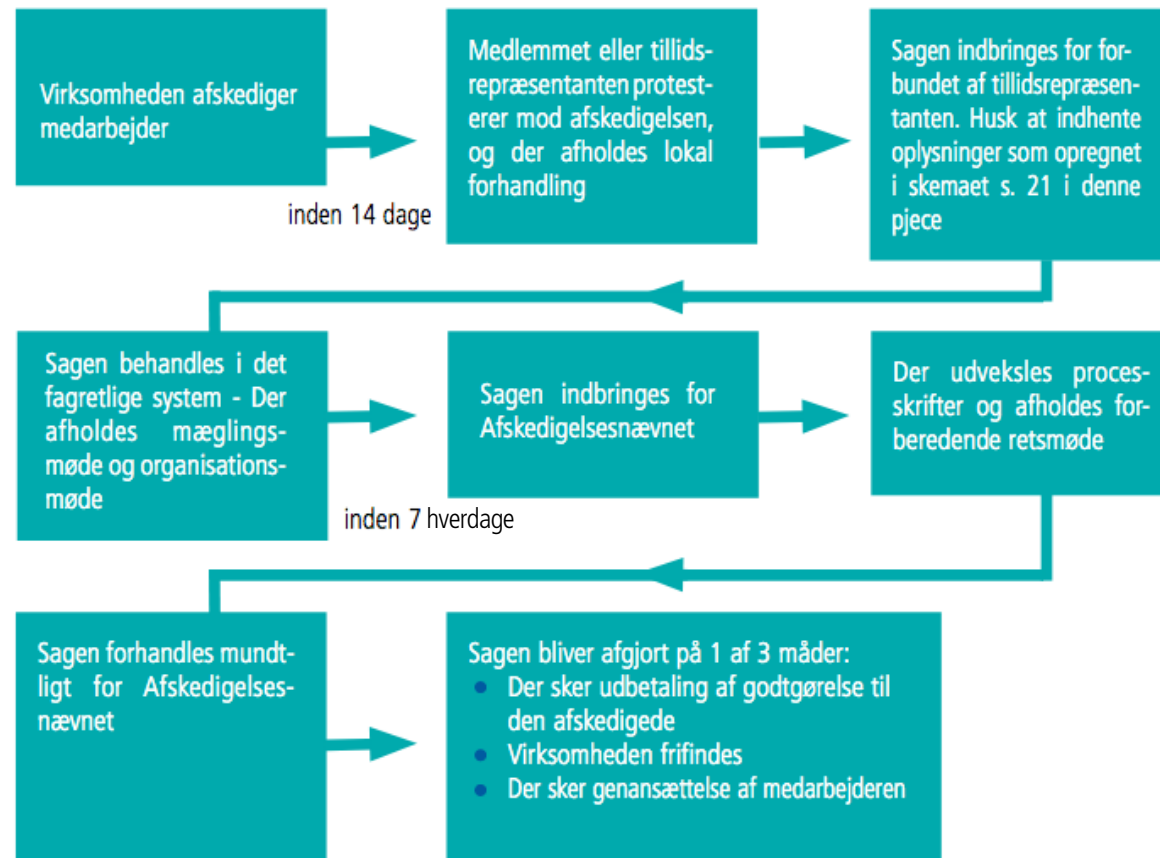 Virksomheden afskediger
medarbejder
inden 14 dage
Medlemmet eller tillids-
repræsentanten protest-
erer mod afskedigelsen,
og der afholdes lokal
forhandling
Sagen indbringes for for-
bundet af tillidsrepræsen-
tanten. Husk at indhente
oplysninger som opregnet
i skemaet s. 21 i denne
pjece
Sagen behandles i det
fagretlige system - Der
afholdes mæglings-
møde og organisations-
møde
inden 7 hverdage
Sagen indbringes for
Afskedigelsesnævnet
Der udveksles proces-
skrifter og afholdes for-
beredende retsmøde
Sagen forhandles mundt-
ligt for Afskedigelses-
nævnet
Sagen bliver afgjort på 1 af 3 måder:
• Der sker udbetaling af godtgørelse til
den afskedigede
• Virksomheden frifindes
• Der sker genansættelse af medarbejderen